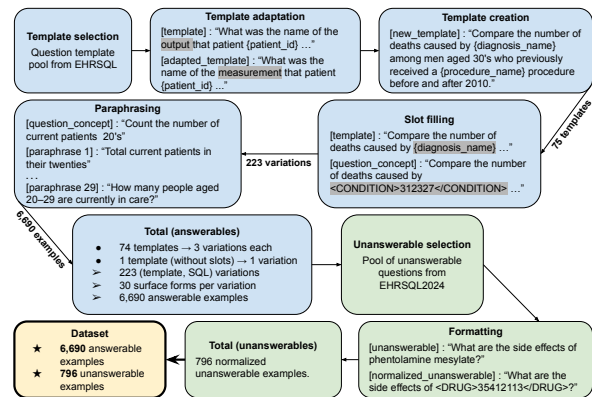 Template selection
Question template
pool from EHRSQL
Template adaptation
[template] : “What was the name of the
output that patient {patient_id} …”
[adapted_template] : “What was the
name of the measurement that patient
{patient_id} ...”
Template creation
[new_template] : “Compare the number of
deaths caused by {diagnosis_name}
among men aged 30's who previously
received a {procedure_name} procedure
before and after 2010.”
75 templates
Slot filling
[template] : “Compare the number of
deaths caused by {diagnosis_name} …”
[question_concept] : “Compare the number
of deaths caused by
<CONDITION>312327</CONDITION> …”
223 variations
Paraphrasing
[question_concept] : “Count the number of
current patients 20's”
[paraphrase 1] : “Total current patients in
their twenties”
. . .
[paraphrase 29] : “How many people aged
20–29 are currently in care?”
6,690 examples
Total (answerables)
● 74 templates → 3 variations each
● 1 template (without slots) → 1 variation
➢ 223 (template, SQL) variations
➢ 30 surface forms per variation
➢ 6,690 answerable examples
Unanswerable selection
Pool of unanswerable
questions from
EHRSQL2024
Formatting
[unanswerable] : “What are the side effects of
phentolamine mesylate?”
[normalized_unanswerable] : “What are the
side effects of <DRUG>35412113</DRUG>?”
Total (unanswerables)
796 normalized
unanswerable examples.
Dataset
★ 6,690 answerable
examples
★ 796 unanswerable
examples